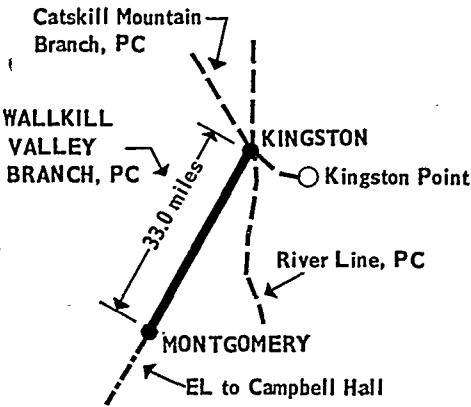 Catskill Mountain
Branch, PC
WALLKILL
VALLEY
BRANCH, PC
KINGSTON
Kingston Point
33.0 miles
River Line, PC
MONTGOMERY
EL to Campbell Hall